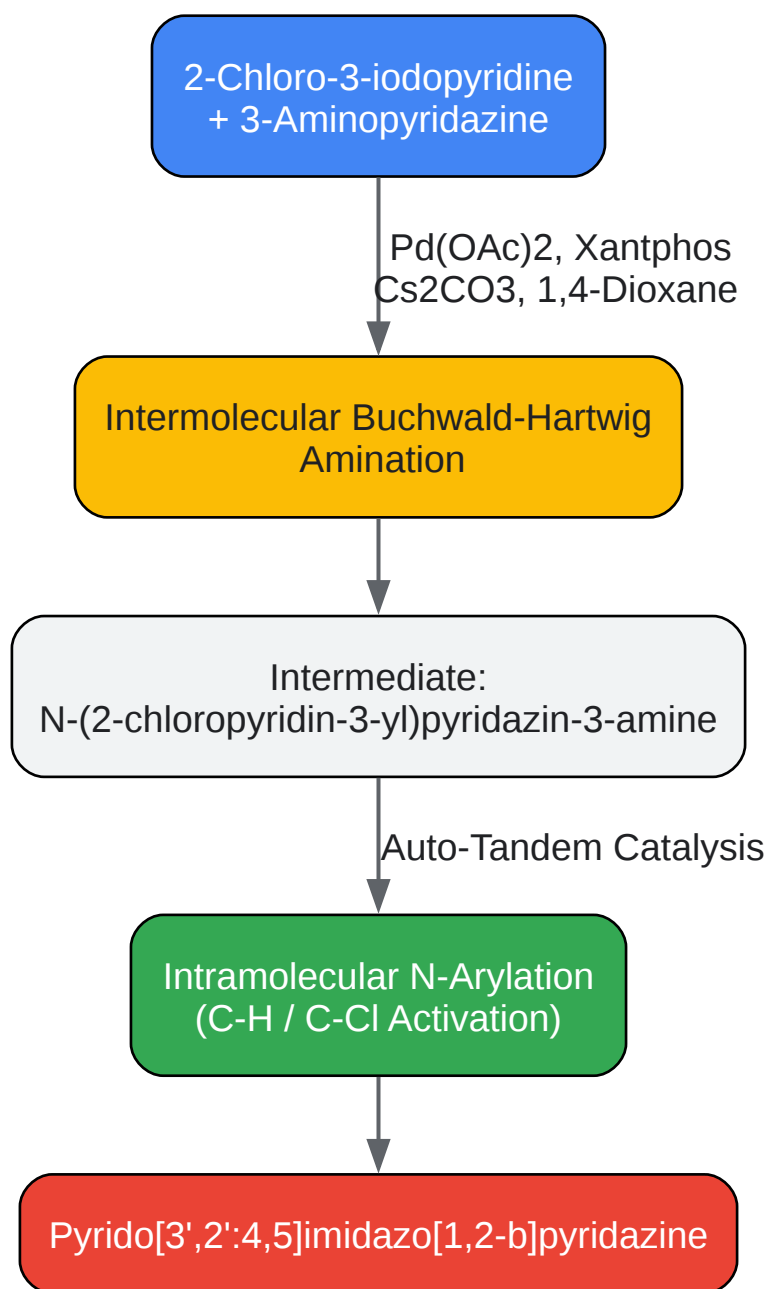 2-Chloro-3-iodopyridine
+ 3-Aminopyridazine
Pd(OAc)2, Xantphos
Cs2CO3, 1,4-Dioxane
Intermolecular Buchwald-Hartwig
Amination
Intermediate:
N-(2-chloropyridin-3-yl)pyridazin-3-amine
Auto-Tandem Catalysis
Intramolecular N-Arylation
(C-H / C-Cl Activation)
Pyrido[3',2':4,5]imidazo[1,2-b]pyridazine